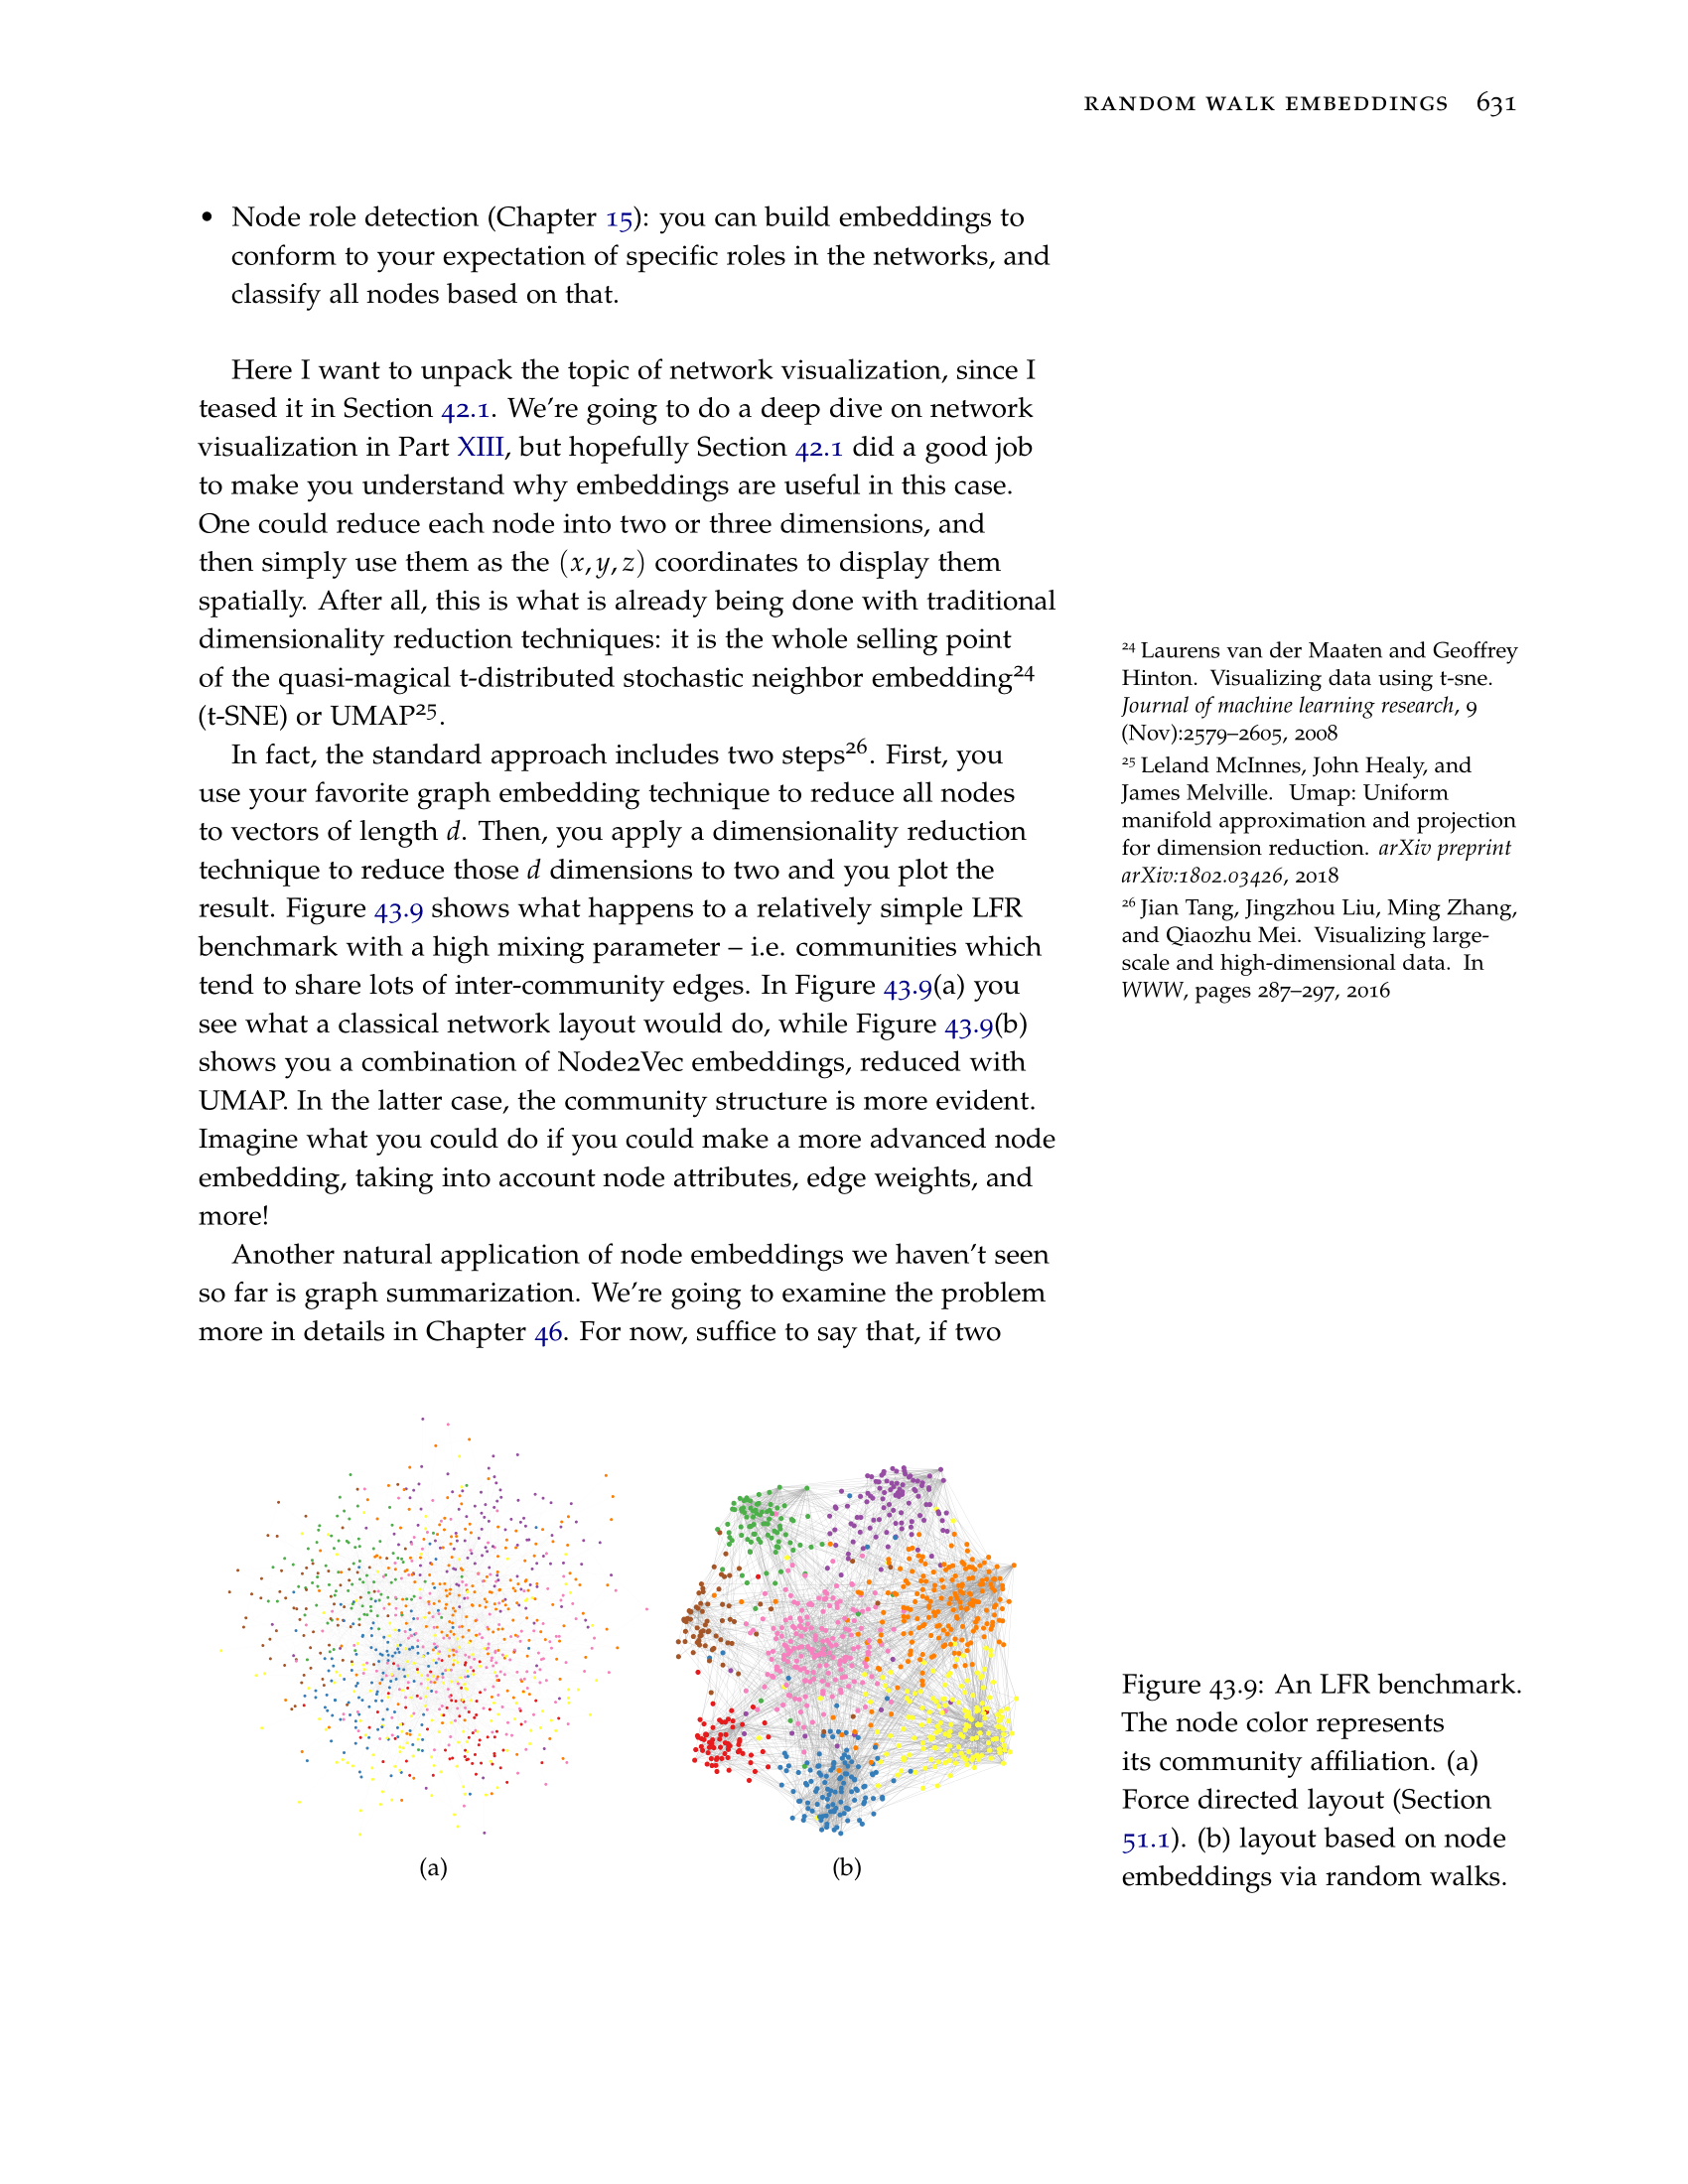 RANDOM WALK EMBEDDINGS 631
• Node role detection (Chapter 15): you can build embeddings to
conform to your expectation of specific roles in the networks, and
classify all nodes based on that.
Here I want to unpack the topic of network visualization, since I
teased it in Section 42.1. We're going to do a deep dive on network
visualization in Part XIII, but hopefully Section 42.1 did a good job
to make you understand why embeddings are useful in this case.
One could reduce each node into two or three dimensions, and
then simply use them as the (x, y, z) coordinates to display them
spatially. After all, this is what is already being done with traditional
dimensionality reduction techniques: it is the whole selling point
of the quasi-magical t-distributed stochastic neighbor embedding24
(t-SNE) or UMAP25.
In fact, the standard approach includes two steps26. First, you
use your favorite graph embedding technique to reduce all nodes
to vectors of length d. Then, you apply a dimensionality reduction
technique to reduce those d dimensions to two and you plot the
result. Figure 43.9 shows what happens to a relatively simple LFR
benchmark with a high mixing parameter – i.e. communities which
tend to share lots of inter-community edges. In Figure 43.9(a) you
see what a classical network layout would do, while Figure 43.9(b)
shows you a combination of Node2Vec embeddings, reduced with
UMAP. In the latter case, the community structure is more evident.
Imagine what you could do if you could make a more advanced node
embedding, taking into account node attributes, edge weights, and
more!
Another natural application of node embeddings we haven't seen
so far is graph summarization. We're going to examine the problem
more in details in Chapter 46. For now, suffice to say that, if two
24 Laurens van der Maaten and Geoffrey
Hinton. Visualizing data using t-sne.
Journal of machine learning research, 9
(Nov):2579–2605, 2008
25 Leland McInnes, John Healy, and
James Melville. Umap: Uniform
manifold approximation and projection
for dimension reduction. arXiv preprint
arXiv:1802.03426, 2018
26 Jian Tang, Jingzhou Liu, Ming Zhang,
and Qiaozhu Mei. Visualizing large-
scale and high-dimensional data. In
WWW, pages 287–297, 2016
(a)
(b)
Figure 43.9: An LFR benchmark.
The node color represents
its community affiliation. (a)
Force directed layout (Section
51.1). (b) layout based on node
embeddings via random walks.